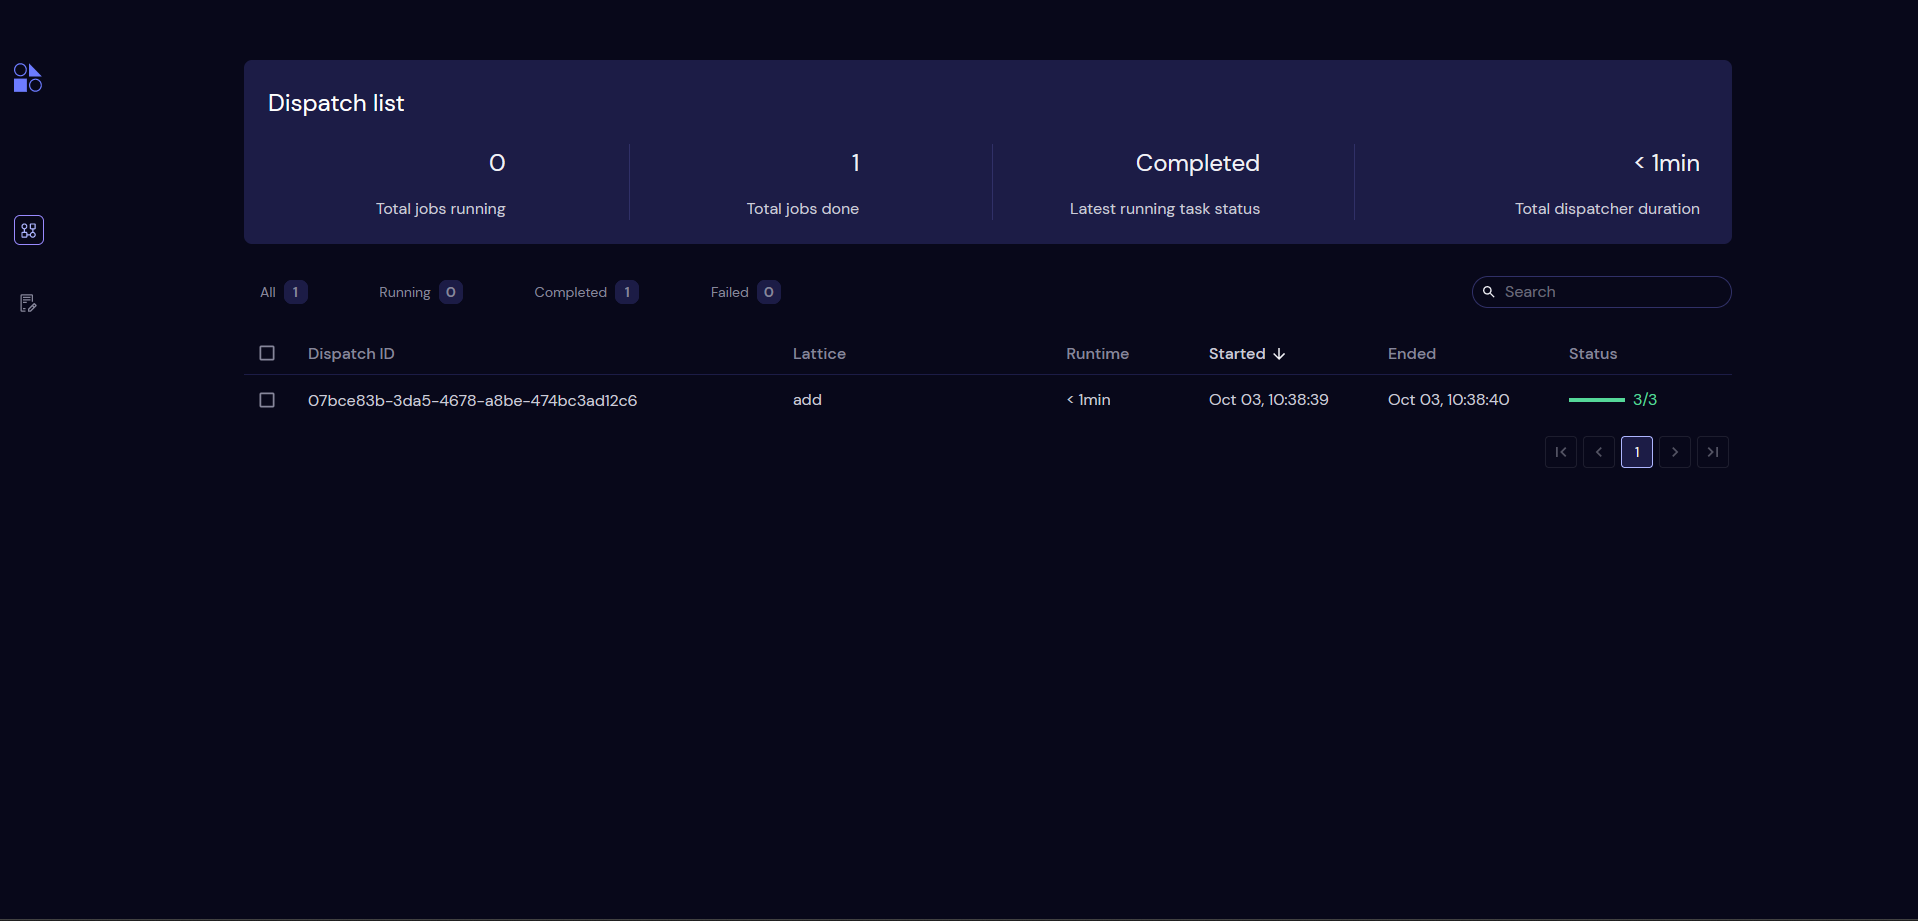 Dispatch list
0 1 Completed < 1min
Total jobs running Total jobs done Latest running task status Total dispatcher duration
All 1 Running 0 Completed 1 Failed 0 Search
Dispatch ID Lattice Runtime Started Ended Status
07bce83b-3da5-4678-a8be-474bc3ad12c6 add < 1min Oct 03, 10:38:39 Oct 03, 10:38:40 3/3
1